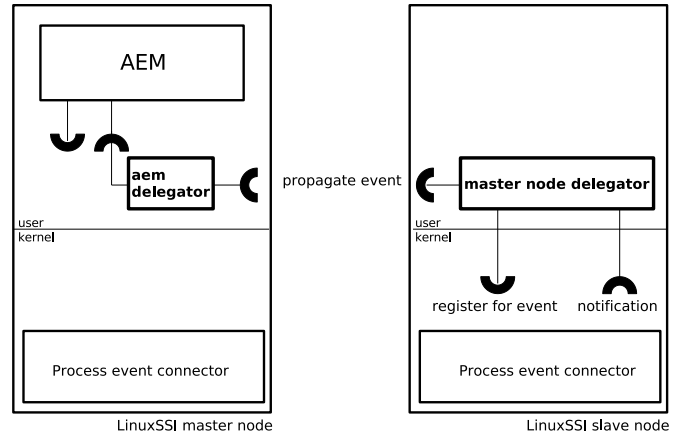 AEM
aem
delegator
propagate event
master node delegator
user
kernel
user
kernel
register for event
notification
Process event connector
Process event connector
LinuxSSI master node
LinuxSSI slave node